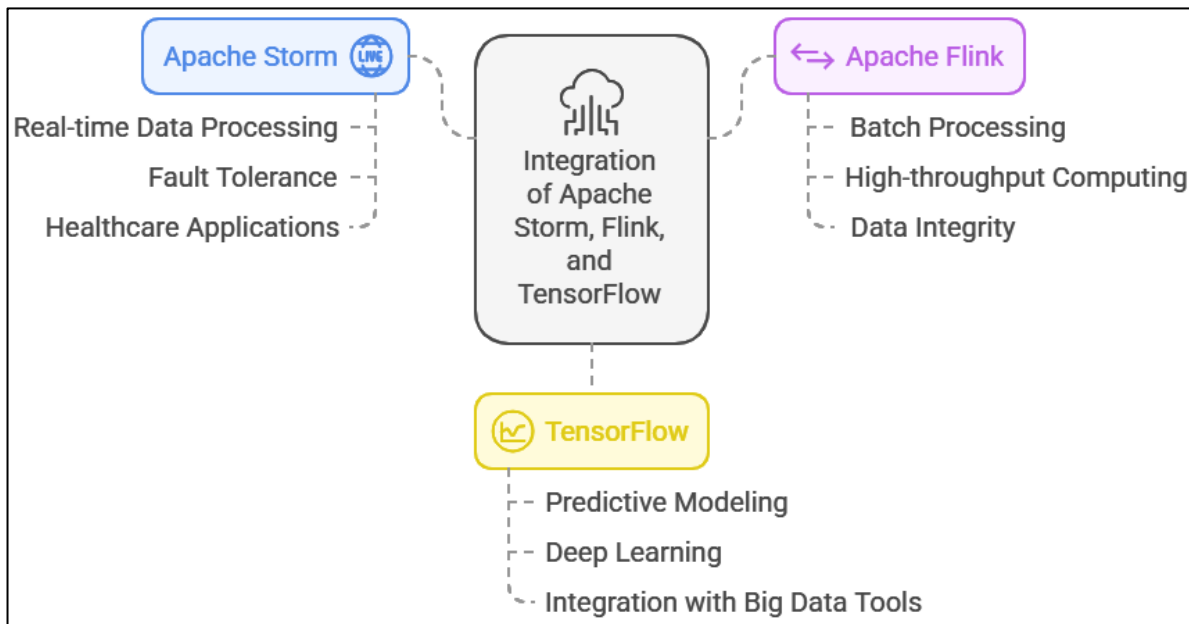 Apache Storm
LIVE
Real-time Data Processing
Fault Tolerance
Healthcare Applications
Integration
of Apache
Storm, Flink,
and
TensorFlow
Apache Flink
Batch Processing
High-throughput Computing
Data Integrity
TensorFlow
Predictive Modeling
Deep Learning
Integration with Big Data Tools